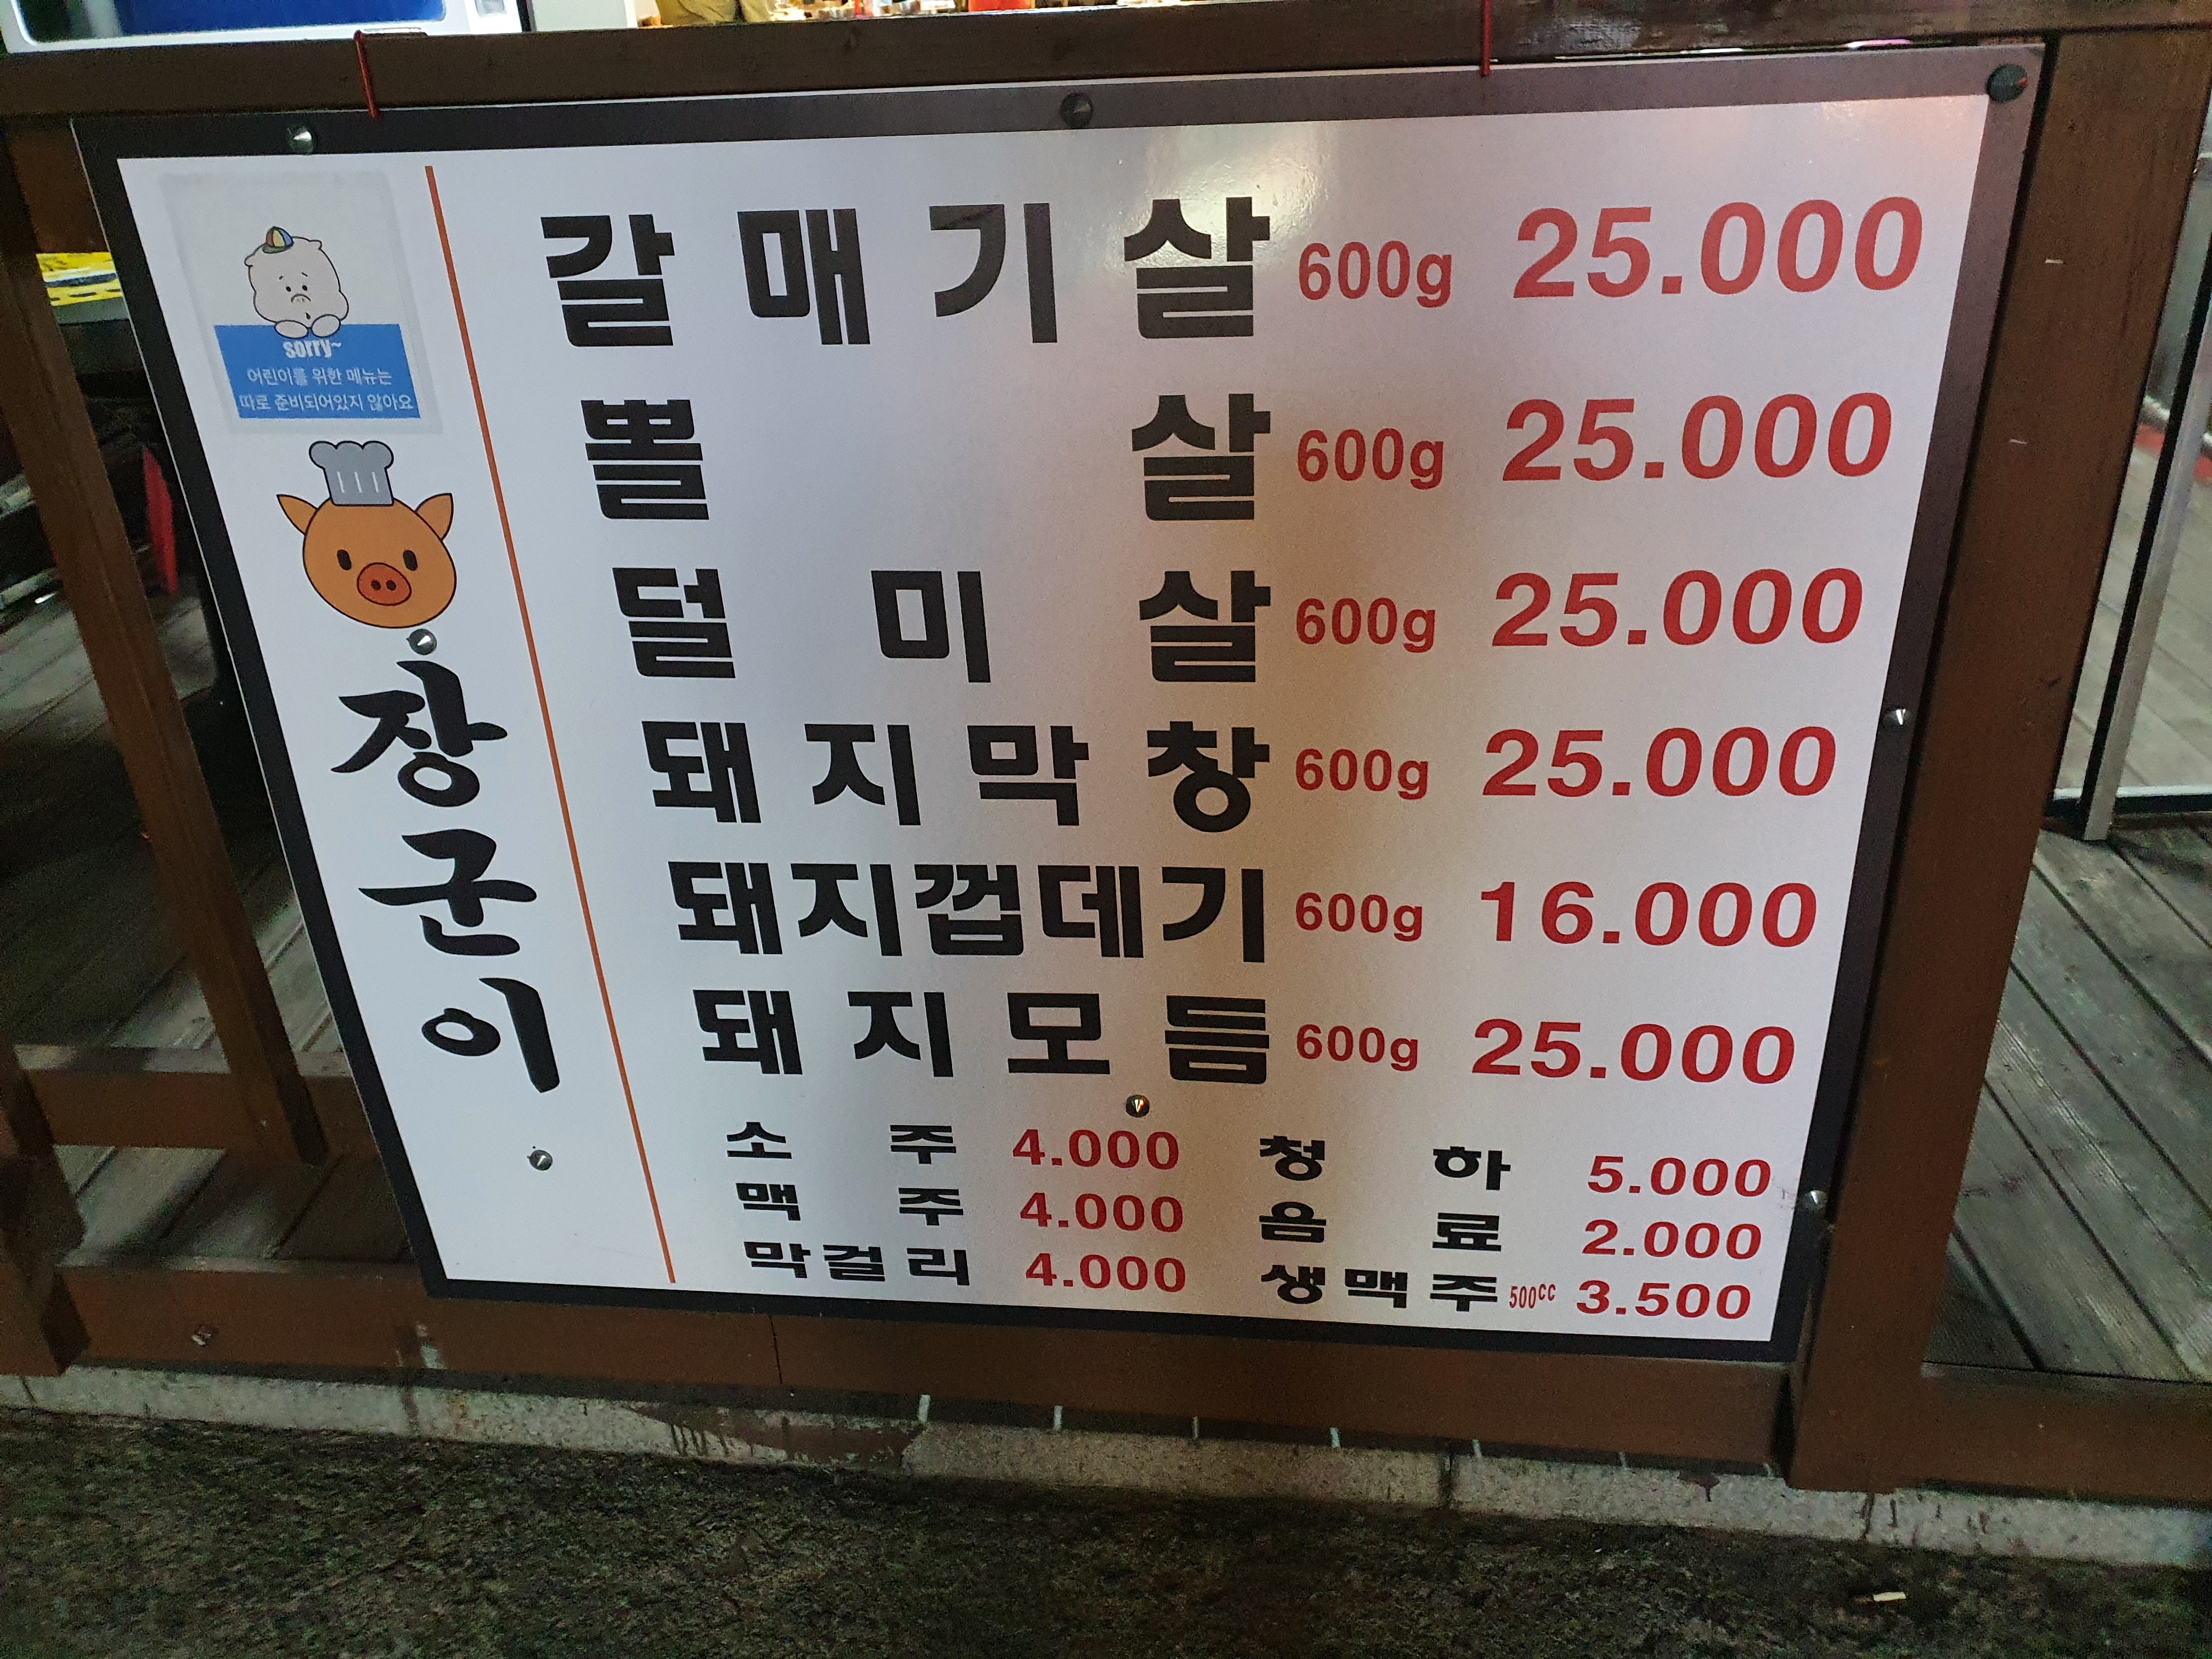 sorry~
어린이를 위한 메뉴는
따로 준비되어있지 않아요
장군이
갈매기살 600g 25.000
뽈살 600g 25.000
덜미살 600g 25.000
돼지막창 600g 25.000
돼지껍데기 600g 16.000
돼지모듬 600g 25.000
소주 4.000 청하 5.000
맥주 4.000 음료 2.000
막걸리 4.000 생맥주 500cc 3.500